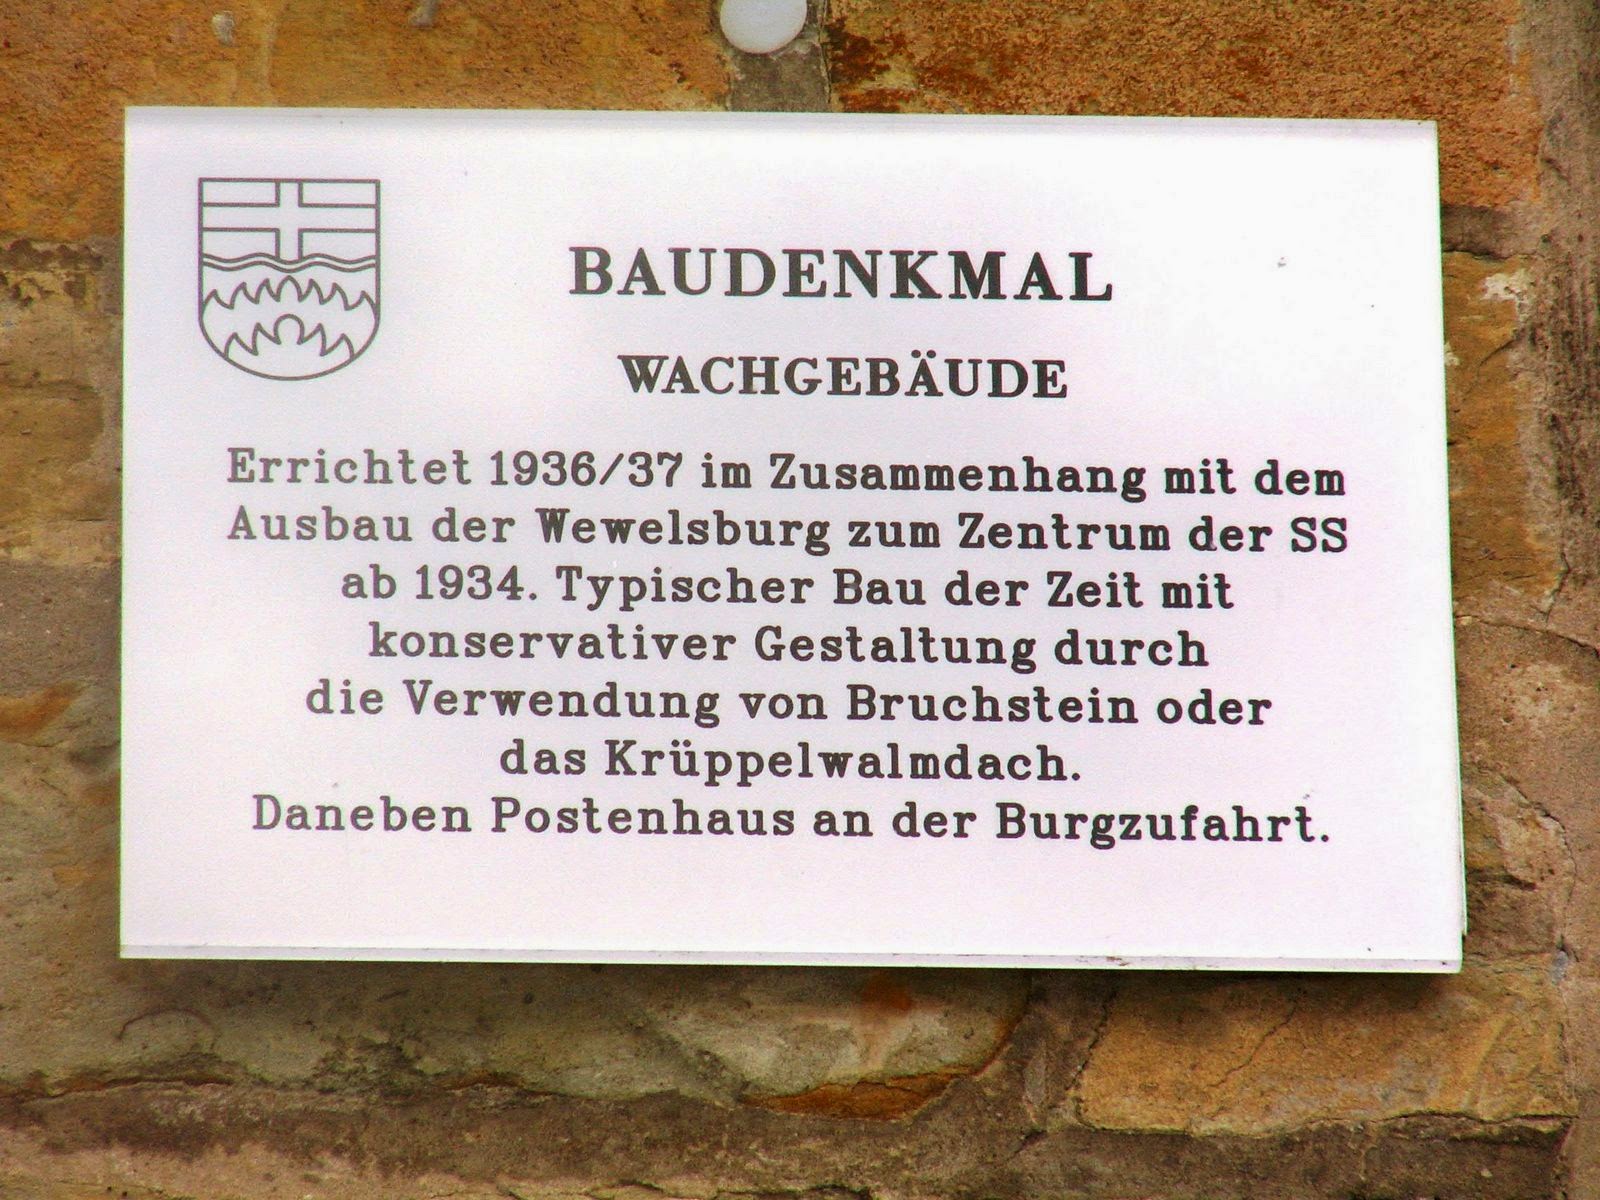 BAUDENKMAL
WACHGEBÄUDE
Errichtet 1936/37 im Zusammenhang mit dem
Ausbau der Wewelsburg zum Zentrum der SS
ab 1934. Typischer Bau der Zeit mit
konservativer Gestaltung durch
die Verwendung von Bruchstein oder
das Krüppelwalmdach.
Daneben Postenhaus an der Burgzufahrt.